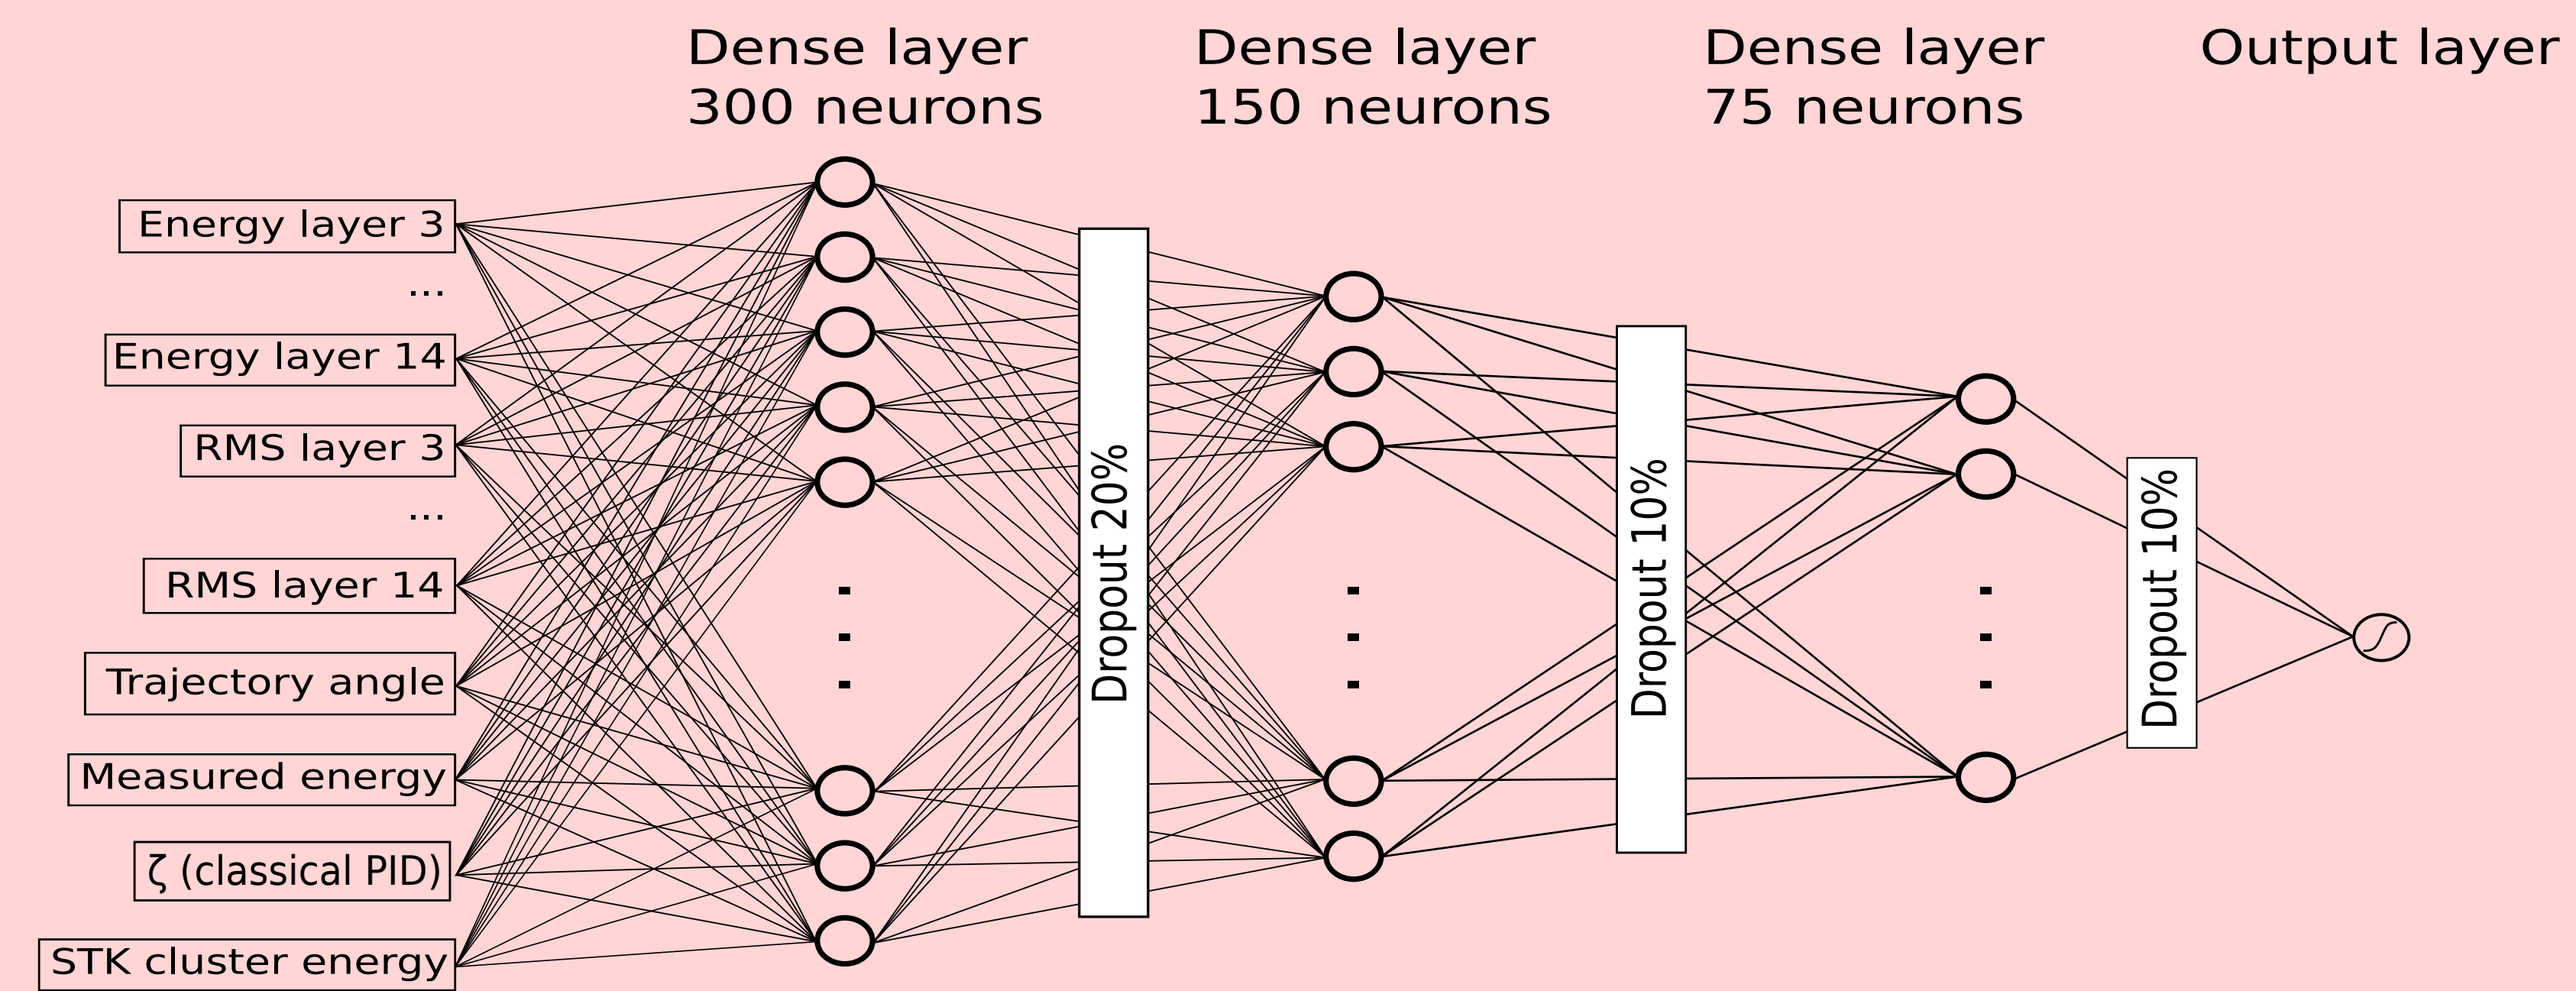 Dense layer
300 neurons
Dense layer
150 neurons
Dense layer
75 neurons
Output layer
Energy layer 3
...
Energy layer 14
RMS layer 3
...
RMS layer 14
Trajectory angle
Measured energy
ζ (classical PID)
STK cluster energy
Dropout 20%
Dropout 10%
Dropout 10%